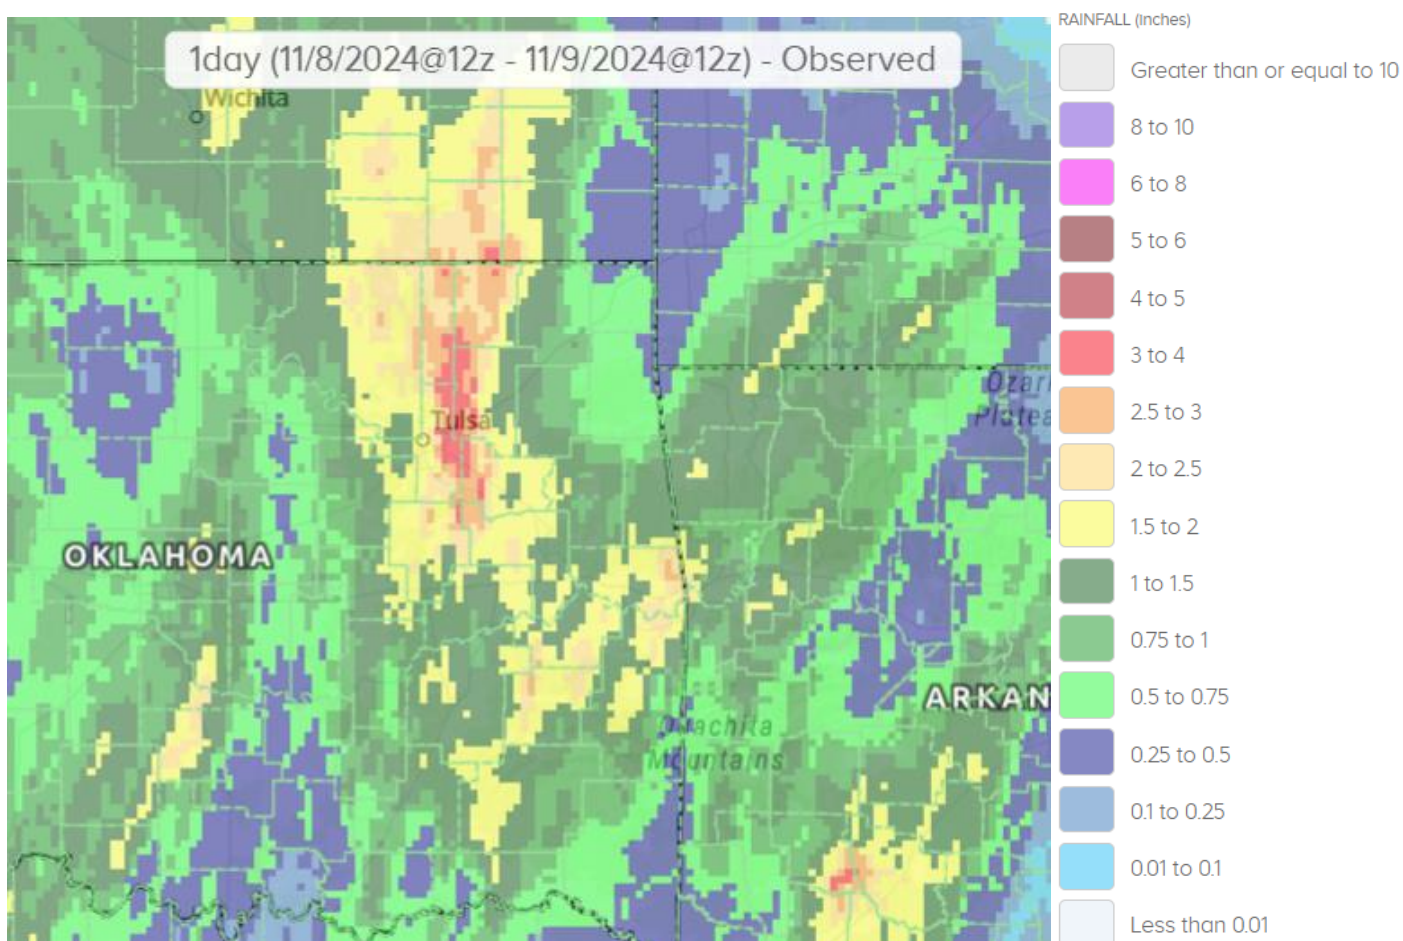 1day (11/8/2024@12z - 11/9/2024@12z) - Observed
Wichita
Tulsa
Ozar
Platea
OKLAHOMA
ARKAN
Ouachita
Mountains
RAINFALL (Inches)
Greater than or equal to 10
8 to 10
6 to 8
5 to 6
4 to 5
3 to 4
2.5 to 3
2 to 2.5
1.5 to 2
1 to 1.5
0.75 to 1
0.5 to 0.75
0.25 to 0.5
0.1 to 0.25
0.01 to 0.1
Less than 0.01